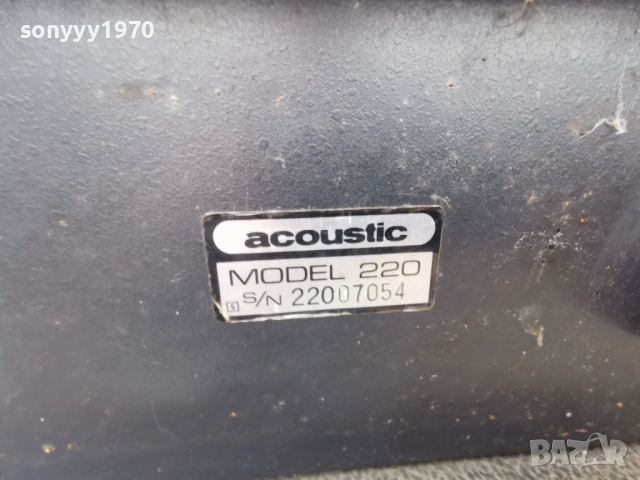 sonyyy1970
acoustic
MODEL 220
S S/N 22007054
BAZAR